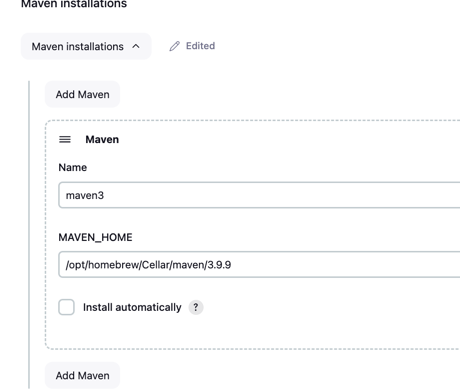 Maven installations
Maven installations
Edited
Add Maven
Maven
Name
maven3
MAVEN_HOME
/opt/homebrew/Cellar/maven/3.9.9
Install automatically ?
Add Maven